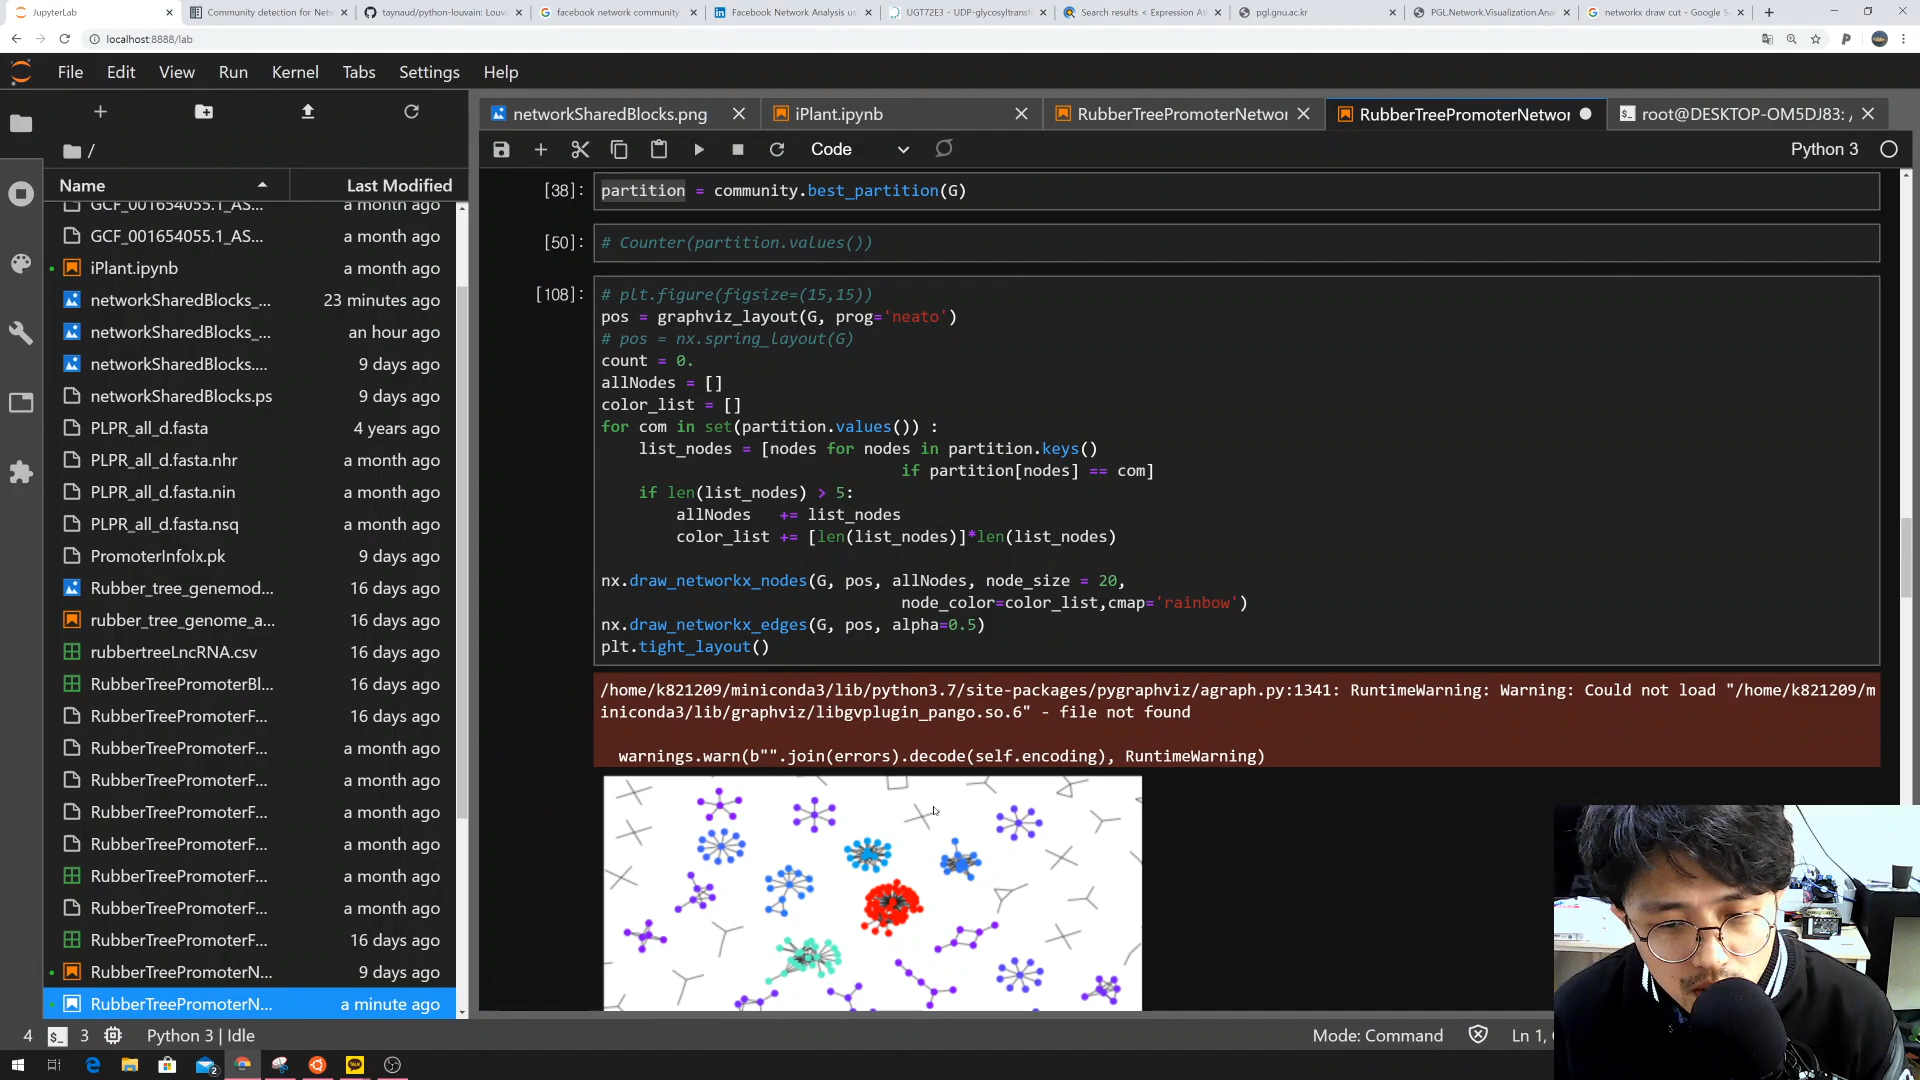 JupyterLab
Community detection for Netw
taynaud/python-louvain: Louv
facebook network community
Facebook Network Analysis us
UGT72E3 - UDP-glycosyltransf
Search results < Expression At
pgl.gnu.ac.kr
PGL.Network.Visualization.Ana
networkx draw cut - Google S
localhost:8888/lab
File Edit View Run Kernel Tabs Settings Help
networkSharedBlocks.png
iPlant.ipynb
RubberTreePromoterNetwor
RubberTreePromoterNetwor
root@DESKTOP-OM5DJ83: /
/
Code
Python 3
Name Last Modified
GCF_001654055.1_AS... a month ago
GCF_001654055.1_AS... a month ago
iPlant.ipynb a month ago
networkSharedBlocks_... 23 minutes ago
networkSharedBlocks_... an hour ago
networkSharedBlocks.... 9 days ago
networkSharedBlocks.ps 9 days ago
PLPR_all_d.fasta 4 years ago
PLPR_all_d.fasta.nhr a month ago
PLPR_all_d.fasta.nin a month ago
PLPR_all_d.fasta.nsq a month ago
PromoterInfoIx.pk 9 days ago
Rubber_tree_genemod... 16 days ago
rubber_tree_genome_a... 16 days ago
rubbertreeLncRNA.csv 16 days ago
RubberTreePromoterBl... 16 days ago
RubberTreePromoterF... 16 days ago
RubberTreePromoterF... a month ago
RubberTreePromoterF... a month ago
RubberTreePromoterF... a month ago
RubberTreePromoterF... a month ago
RubberTreePromoterF... a month ago
RubberTreePromoterF... a month ago
RubberTreePromoterF... 16 days ago
RubberTreePromoterN... 9 days ago
RubberTreePromoterN... a minute ago
[38]: partition = community.best_partition(G)
[50]: # Counter(partition.values())
[108]: # plt.figure(figsize=(15,15))
pos = graphviz_layout(G, prog='neato')
# pos = nx.spring_layout(G)
count = 0.
allNodes = []
color_list = []
for com in set(partition.values()) :
list_nodes = [nodes for nodes in partition.keys()
if partition[nodes] == com]
if len(list_nodes) > 5:
allNodes += list_nodes
color_list += [len(list_nodes)]*len(list_nodes)
nx.draw_networkx_nodes(G, pos, allNodes, node_size = 20,
node_color=color_list,cmap='rainbow')
nx.draw_networkx_edges(G, pos, alpha=0.5)
plt.tight_layout()
/home/k821209/miniconda3/lib/python3.7/site-packages/pygraphviz/agraph.py:1341: RuntimeWarning: Warning: Could not load "/home/k821209/m
iniconda3/lib/graphviz/libgvplugin_pango.so.6" - file not found
warnings.warn(b"".join(errors).decode(self.encoding), RuntimeWarning)
4 3 Python 3 | Idle
Mode: Command Ln 1,